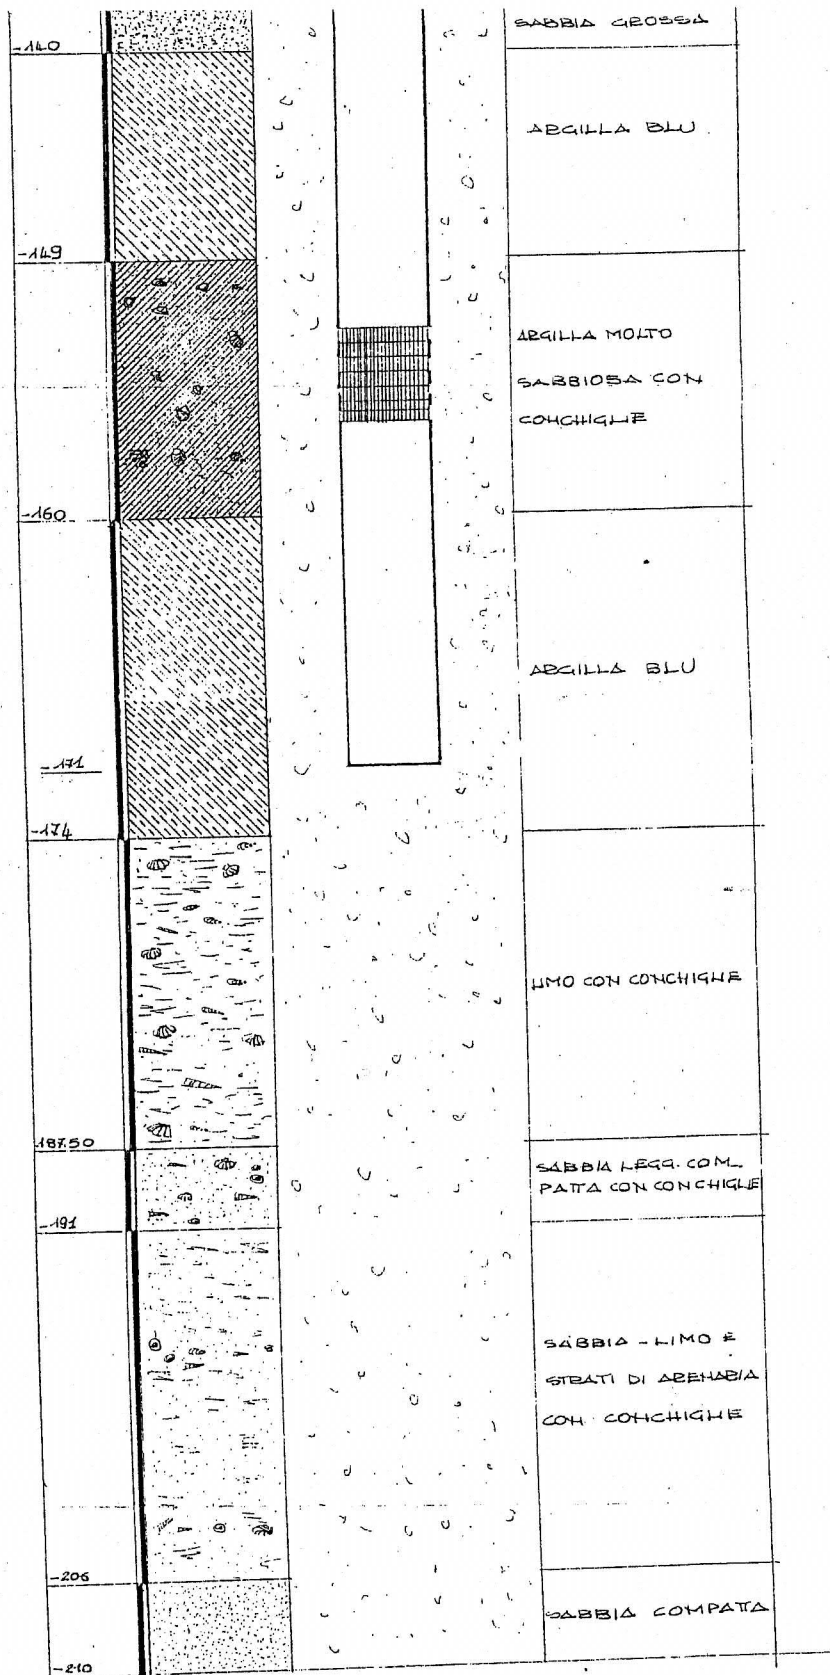 SABBIA GROSSA
-140
ARGILLA BLU
-149
ARGILLA MOLTO
SABBIOSA CON
CONCHIGLIE
-160
ARGILLA BLU
-171
-174
LIMO CON CONCHIGLIE
187.50
SABBIA LEGG. COM-
PATTA CON CONCHIGLIE
-191
SABBIA - LIMO E
STRATI DI ARENARIA
CON CONCHIGLIE
-206
SABBIA COMPATTA
-210